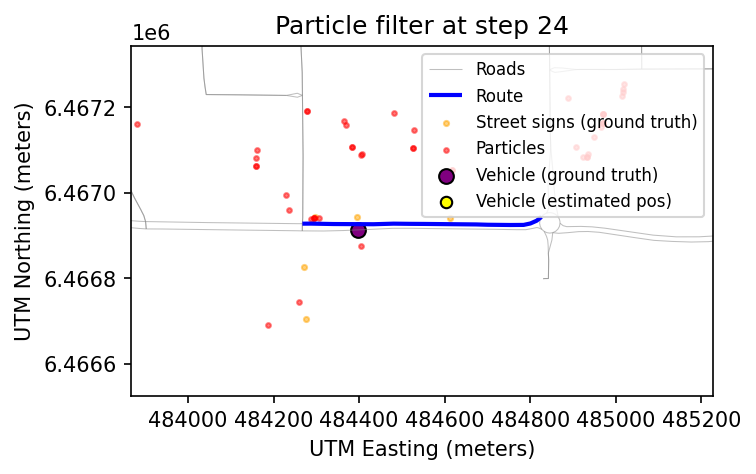 Particle filter at step 24
1e6
6.4672
6.4670
6.4668
6.4666
UTM Northing (meters)
Roads
Route
Street signs (ground truth)
Particles
Vehicle (ground truth)
Vehicle (estimated pos)
484000 484200 484400 484600 484800 485000 485200
UTM Easting (meters)